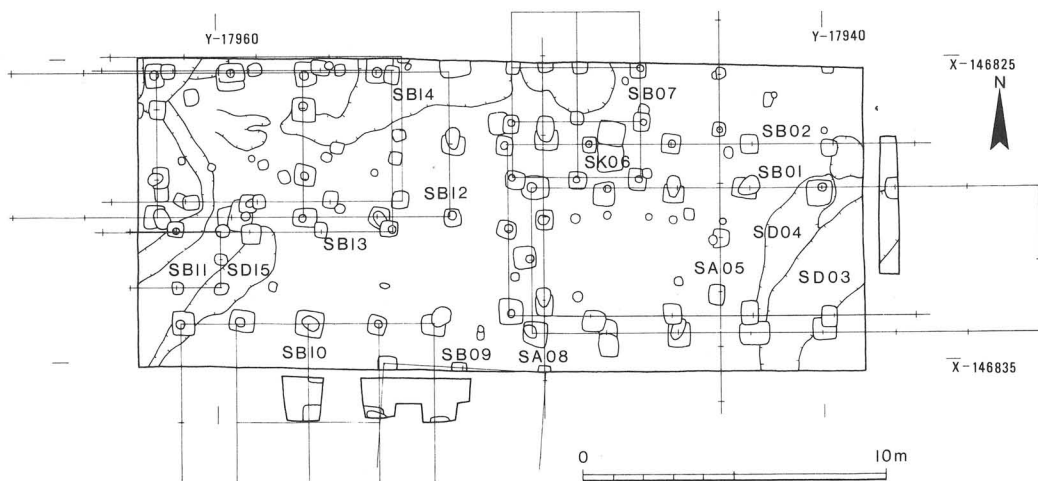 Y-17960
Y-17940
X-146825
N
SB14
SB07
SB02
SK06
SB01
SB12
SD04
SB13
SA05
SB11
SD15
SD03
SB10
SB09
SA08
X-146835
0
10m